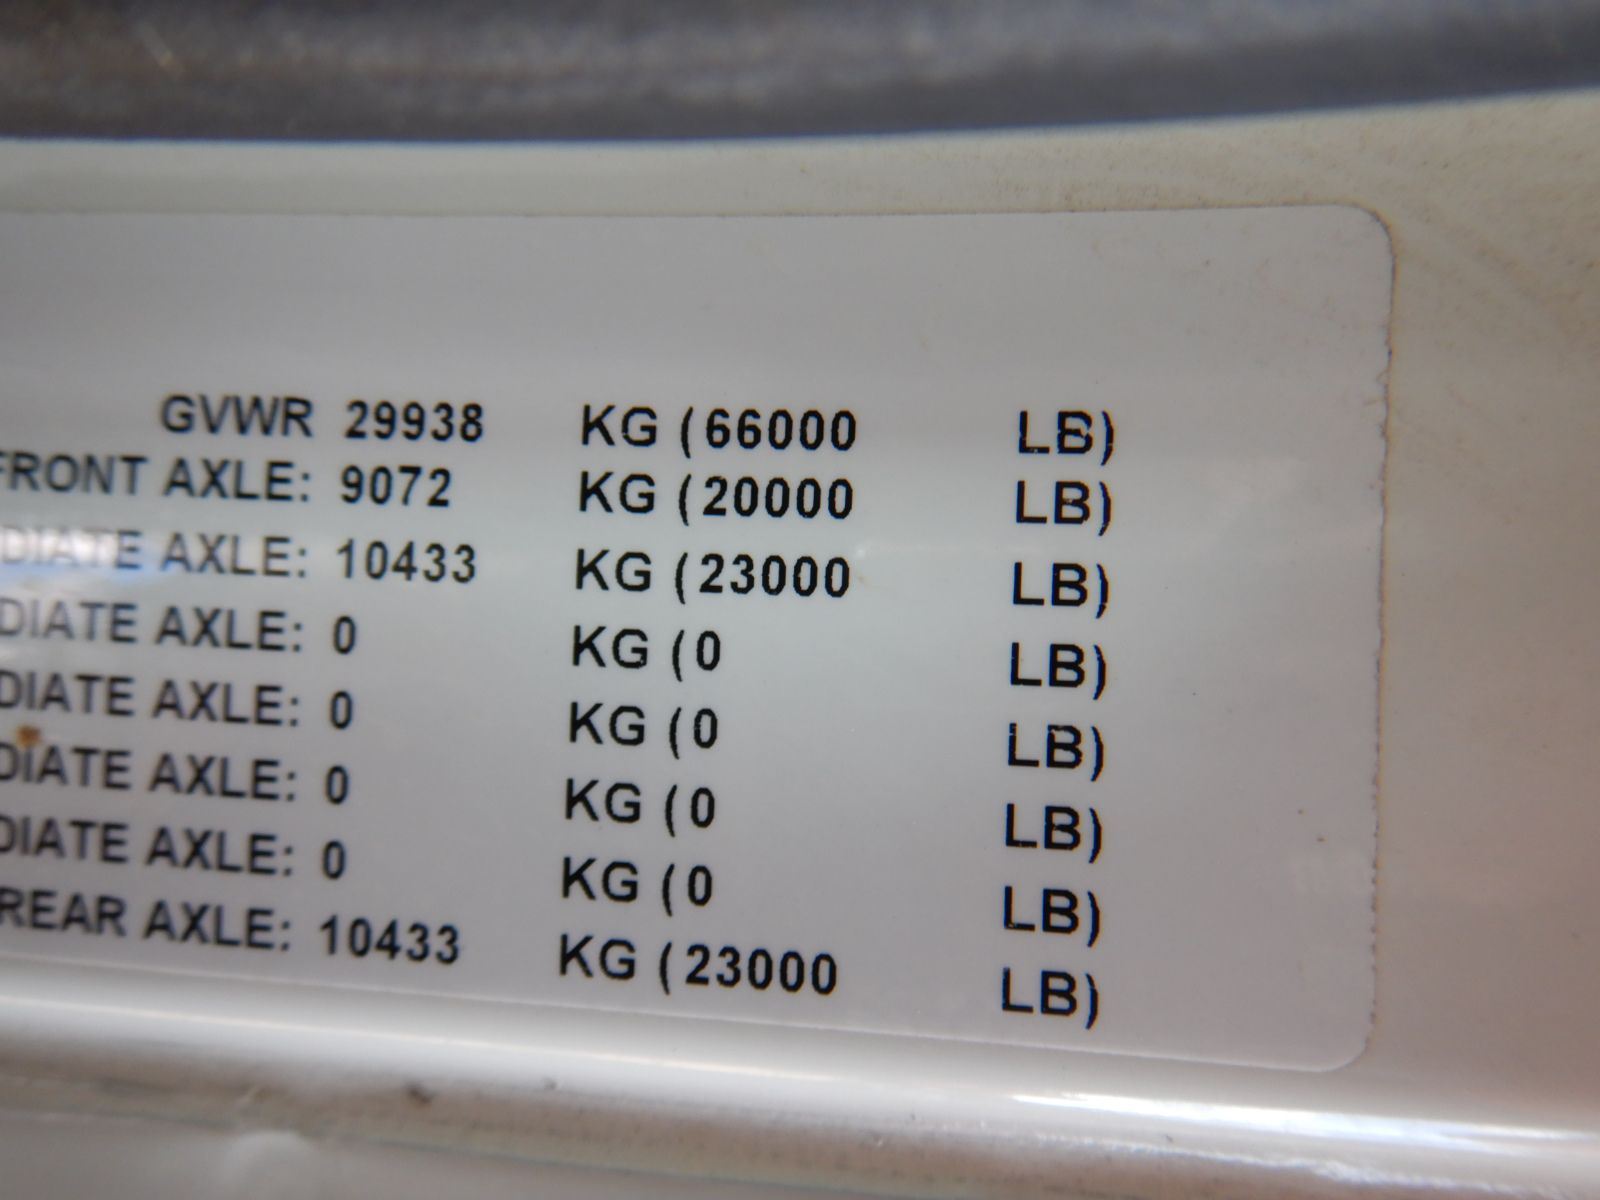 GVWR 29938 KG (66000 LB)
FRONT AXLE: 9072 KG (20000 LB)
DIATE AXLE: 10433 KG (23000 LB)
DIATE AXLE: 0 KG (0 LB)
DIATE AXLE: 0 KG (0 LB)
DIATE AXLE: 0 KG (0 LB)
DIATE AXLE: 0 KG (0 LB)
REAR AXLE: 10433 KG (23000 LB)